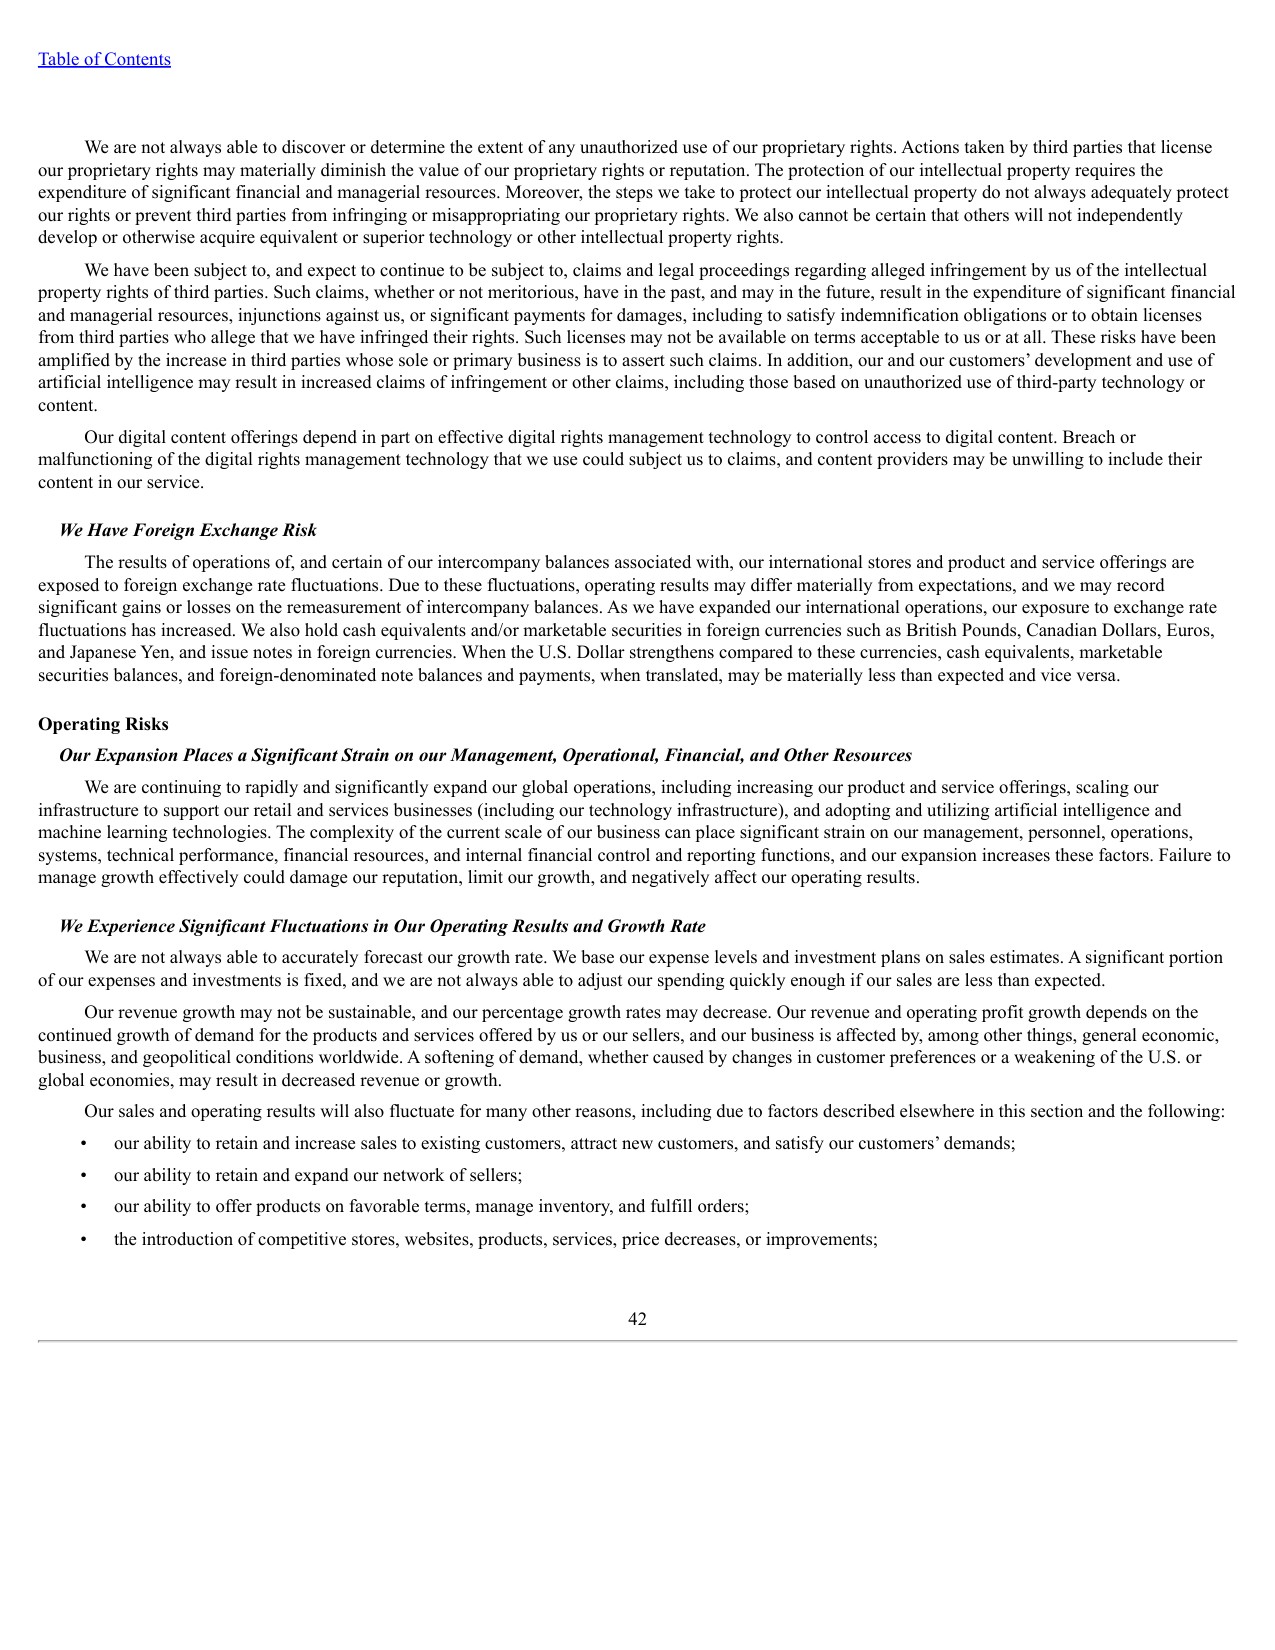 Table of Contents
We are not always able to discover or determine the extent of any unauthorized use of our proprietary rights. Actions taken by third parties that license
our proprietary rights may materially diminish the value of our proprietary rights or reputation. The protection of our intellectual property requires the
expenditure of significant financial and managerial resources. Moreover, the steps we take to protect our intellectual property do not always adequately protect
our rights or prevent third parties from infringing or misappropriating our proprietary rights. We also cannot be certain that others will not independently
develop or otherwise acquire equivalent or superior technology or other intellectual property rights.
We have been subject to, and expect to continue to be subject to, claims and legal proceedings regarding alleged infringement by us of the intellectual
property rights of third parties. Such claims, whether or not meritorious, have in the past, and may in the future, result in the expenditure of significant financial
and managerial resources, injunctions against us, or significant payments for damages, including to satisfy indemnification obligations or to obtain licenses
from third parties who allege that we have infringed their rights. Such licenses may not be available on terms acceptable to us or at all. These risks have been
amplified by the increase in third parties whose sole or primary business is to assert such claims. In addition, our and our customers’ development and use of
artificial intelligence may result in increased claims of infringement or other claims, including those based on unauthorized use of third-party technology or
content.
Our digital content offerings depend in part on effective digital rights management technology to control access to digital content. Breach or
malfunctioning of the digital rights management technology that we use could subject us to claims, and content providers may be unwilling to include their
content in our service.
We Have Foreign Exchange Risk
The results of operations of, and certain of our intercompany balances associated with, our international stores and product and service offerings are
exposed to foreign exchange rate fluctuations. Due to these fluctuations, operating results may differ materially from expectations, and we may record
significant gains or losses on the remeasurement of intercompany balances. As we have expanded our international operations, our exposure to exchange rate
fluctuations has increased. We also hold cash equivalents and/or marketable securities in foreign currencies such as British Pounds, Canadian Dollars, Euros,
and Japanese Yen, and issue notes in foreign currencies. When the U.S. Dollar strengthens compared to these currencies, cash equivalents, marketable
securities balances, and foreign-denominated note balances and payments, when translated, may be materially less than expected and vice versa.
Operating Risks
Our Expansion Places a Significant Strain on our Management, Operational, Financial, and Other Resources
We are continuing to rapidly and significantly expand our global operations, including increasing our product and service offerings, scaling our
infrastructure to support our retail and services businesses (including our technology infrastructure), and adopting and utilizing artificial intelligence and
machine learning technologies. The complexity of the current scale of our business can place significant strain on our management, personnel, operations,
systems, technical performance, financial resources, and internal financial control and reporting functions, and our expansion increases these factors. Failure to
manage growth effectively could damage our reputation, limit our growth, and negatively affect our operating results.
We Experience Significant Fluctuations in Our Operating Results and Growth Rate
We are not always able to accurately forecast our growth rate. We base our expense levels and investment plans on sales estimates. A significant portion
of our expenses and investments is fixed, and we are not always able to adjust our spending quickly enough if our sales are less than expected.
Our revenue growth may not be sustainable, and our percentage growth rates may decrease. Our revenue and operating profit growth depends on the
continued growth of demand for the products and services offered by us or our sellers, and our business is affected by, among other things, general economic,
business, and geopolitical conditions worldwide. A softening of demand, whether caused by changes in customer preferences or a weakening of the U.S. or
global economies, may result in decreased revenue or growth.
Our sales and operating results will also fluctuate for many other reasons, including due to factors described elsewhere in this section and the following:
• our ability to retain and increase sales to existing customers, attract new customers, and satisfy our customers’ demands;
• our ability to retain and expand our network of sellers;
• our ability to offer products on favorable terms, manage inventory, and fulfill orders;
• the introduction of competitive stores, websites, products, services, price decreases, or improvements;
42